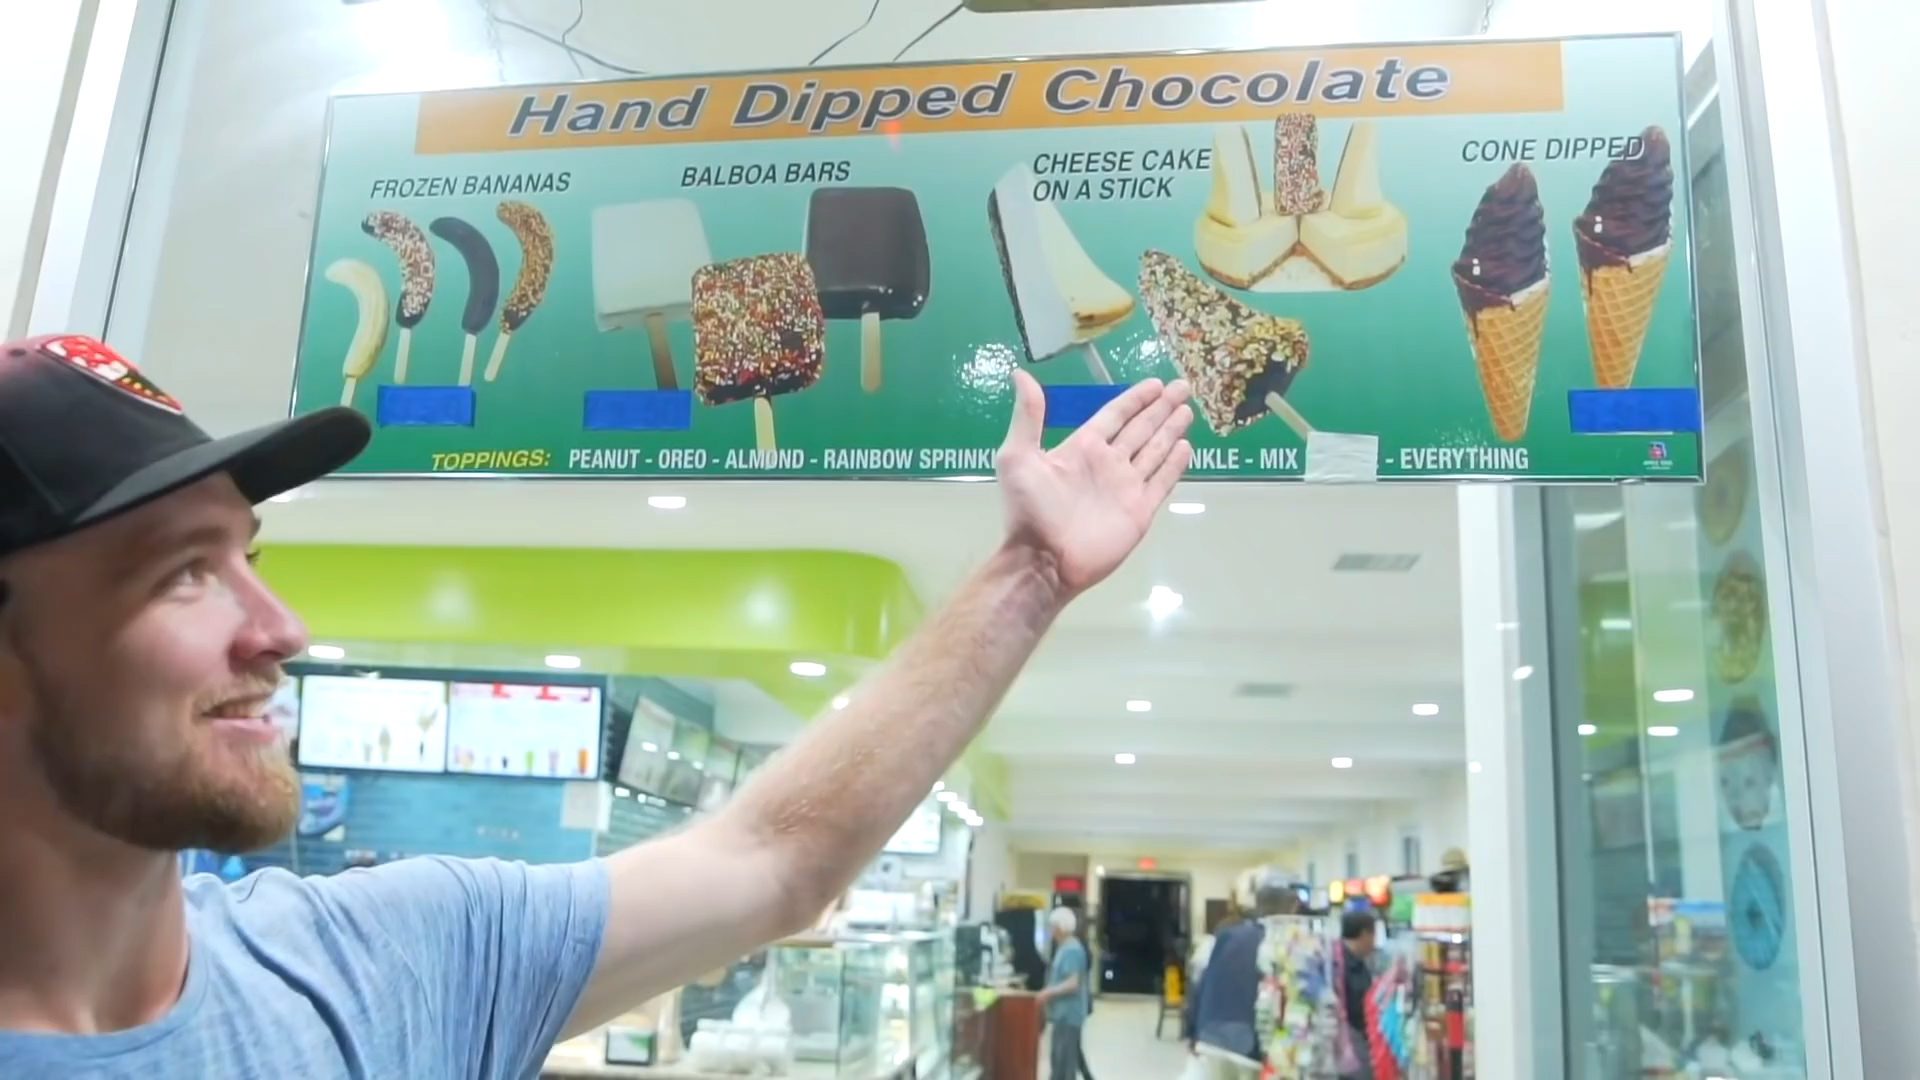 Hand Dipped Chocolate
FROZEN BANANAS
BALBOA BARS
CHEESE CAKE
ON A STICK
CONE DIPPED
TOPPINGS: PEANUT - OREO - ALMOND - RAINBOW SPRINKL NKLE - MIX - EVERYTHING